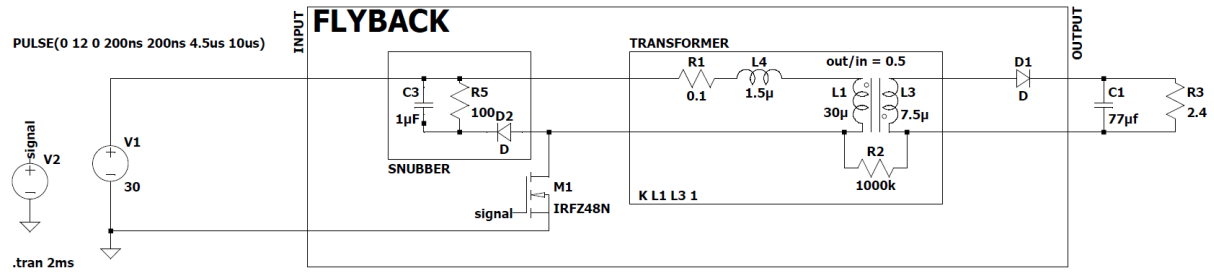 FLYBACK
INPUT
OUTPUT
PULSE(0 12 0 200ns 200ns 4.5us 10us)
TRANSFORMER
R1
0.1
L4
1.5µ
out/in = 0.5
L1
30µ
L3
7.5µ
D1
D
C1
77µf
R3
2.4
C3
1µF
R5
100
D2
D
SNUBBER
signal
V2
V1
30
M1
IRFZ48N
signal
R2
1000k
K L1 L3 1
.tran 2ms